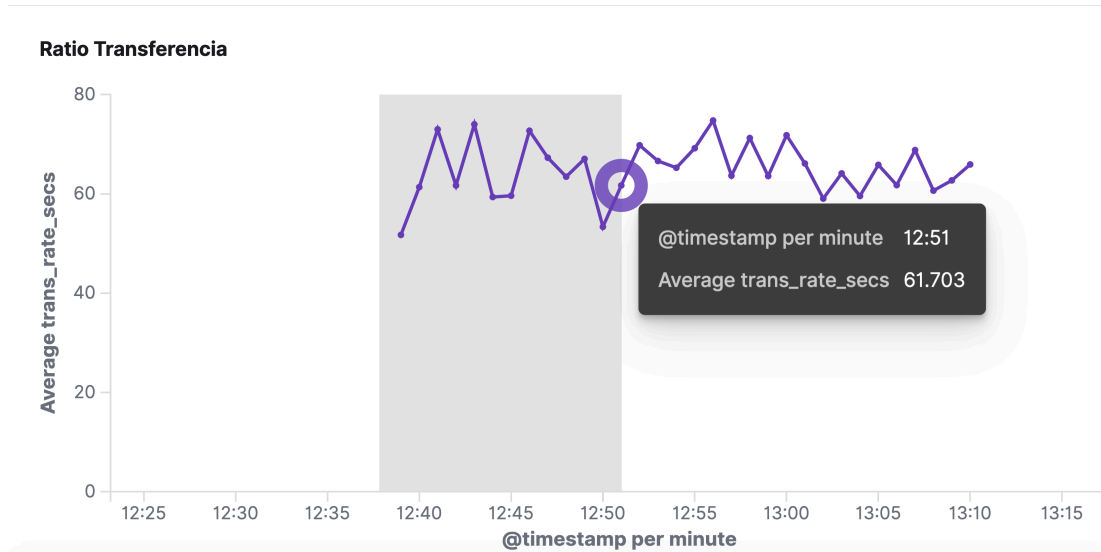 Ratio Transferencia
80
60
40
20
0
Average trans_rate_secs
@timestamp per minute 12:51
Average trans_rate_secs 61.703
12:25 12:30 12:35 12:40 12:45 12:50 12:55 13:00 13:05 13:10 13:15
@timestamp per minute